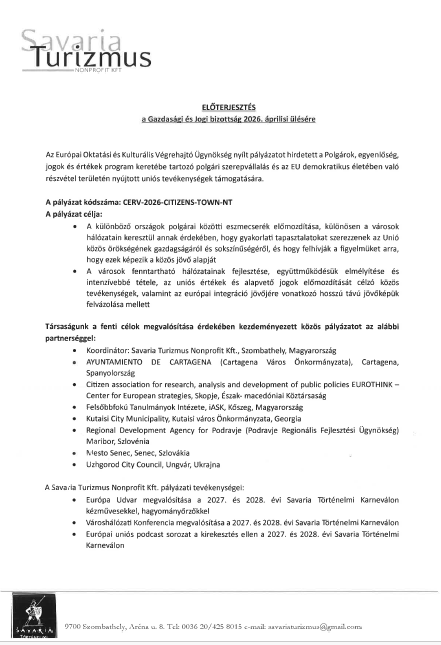 Savaria
Turizmus
NONPROFIT KFT
ELŐTERJESZTÉS
a Gazdasági és Jogi bizottság 2026. áprilisi ülésére
Az Európai Oktatási és Kulturális Végrehajtó Ügynökség nyílt pályázatot hirdetett a Polgárok, egyenlőség,
jogok és értékek program keretébe tartozó polgári szerepvállalás és az EU demokratikus életében való
részvétel területén nyújtott uniós tevékenységek támogatására.
A pályázat kódszáma: CERV-2026-CITIZENS-TOWN-NT
A pályázat célja:
• A különböző országok polgárai közötti eszmecserék előmozdítása, különösen a városok
hálózatain keresztül annak érdekében, hogy gyakorlati tapasztalatokat szerezzenek az Unió
közös örökségének gazdagságáról és sokszínűségéről, és hogy felhívják a figyelmüket arra,
hogy ezek képezik a közös jövő alapját
• A városok fenntartható hálózatainak fejlesztése, együttműködésük elmélyítése és
intenzívebbé tétele, az uniós értékek és alapvető jogok előmozdítását célzó közös
tevékenységek, valamint az európai integráció jövőjére vonatkozó hosszú távú jövőképük
felvázolása mellett
Társaságunk a fenti célok megvalósítása érdekében kezdeményezett közös pályázatot az alábbi
partnerséggel:
• Koordinátor: Savaria Turizmus Nonprofit Kft., Szombathely, Magyarország
• AYUNTAMIENTO DE CARTAGENA (Cartagena Város Önkormányzata), Cartagena,
Spanyolország
• Citizen association for research, analysis and development of public policies EUROTHINK –
Center for European strategies, Skopje, Észak- macedóniai Köztársaság
• Felsőbbfokú Tanulmányok Intézete, iASK, Kőszeg, Magyarország
• Kutaisi City Municipality, Kutaisi város Önkormányzata, Georgia
• Regional Development Agency for Podravje (Podravje Regionális Fejlesztési Ügynökség)
Maribor, Szlovénia
• Mesto Senec, Senec, Szlovákia
• Uzhgorod City Council, Ungvár, Ukrajna
A Savaria Turizmus Nonprofit Kft. pályázati tevékenységei:
• Európa Udvar megvalósítása a 2027. és 2028. évi Savaria Történelmi Karneválon
kézművesekkel, hagyományőrzőkkel
• Városhálózati Konferencia megvalósítása a 2027. és 2028. évi Savaria Történelmi Karneválon
• Európai uniós podcast sorozat a kirekesztés ellen a 2027. és 2028. évi Savaria Történelmi
Karneválon
SAVARIA
9700 Szombathely, Aréna u. 8. Tel: 0036 20/425 8015 e-mail: savariaturizmus@gmail.com